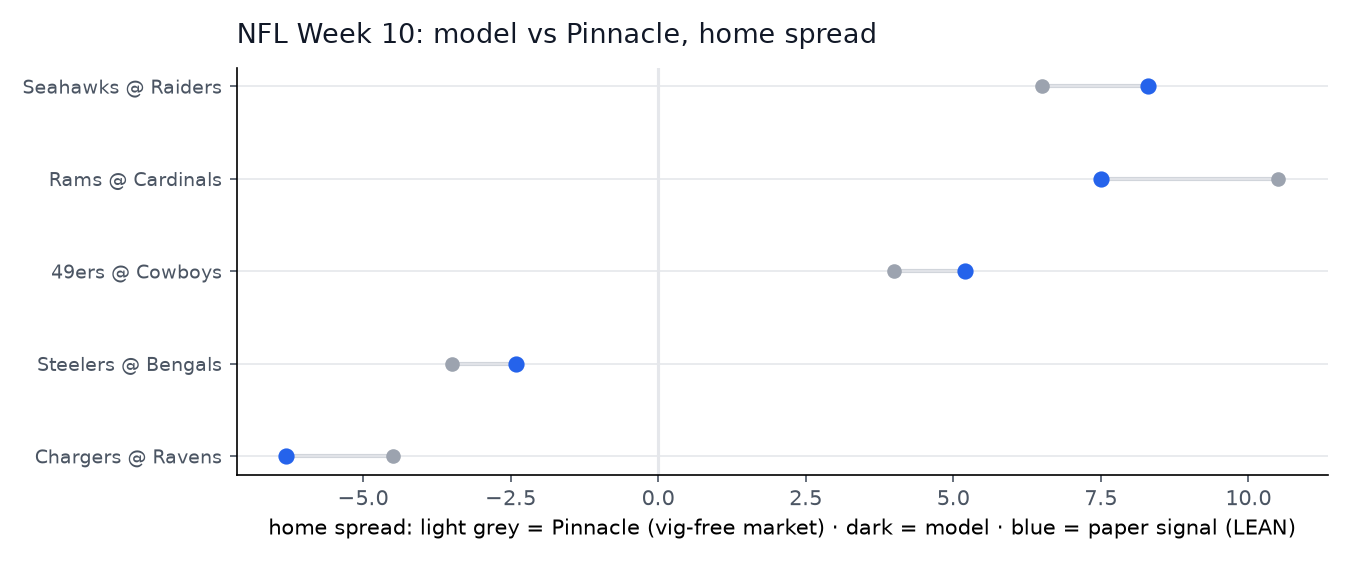 NFL Week 10: model vs Pinnacle, home spread
Seahawks @ Raiders
Rams @ Cardinals
49ers @ Cowboys
Steelers @ Bengals
Chargers @ Ravens
−5.0 −2.5 0.0 2.5 5.0 7.5 10.0
home spread: light grey = Pinnacle (vig-free market) · dark = model · blue = paper signal (LEAN)